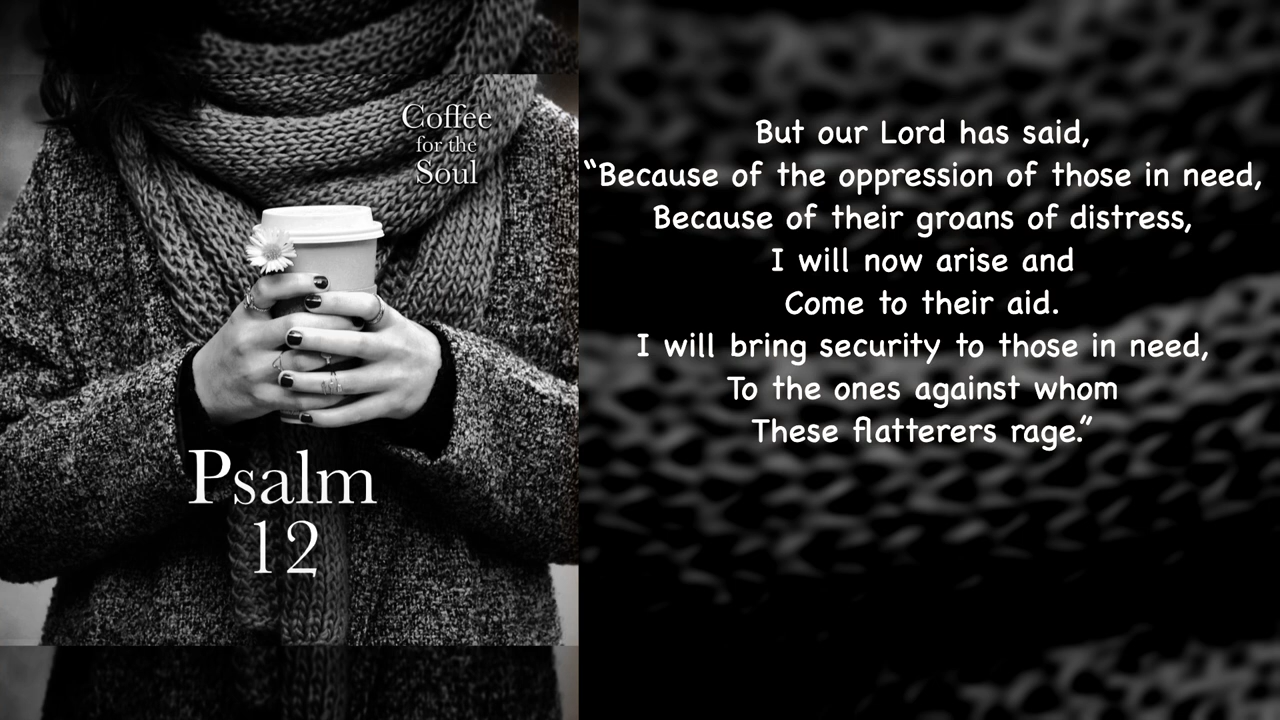 Coffee
for the
Soul
Psalm
12
But our Lord has said,
“Because of the oppression of those in need,
Because of their groans of distress,
I will now arise and
Come to their aid.
I will bring security to those in need,
To the ones against whom
These flatterers rage.”